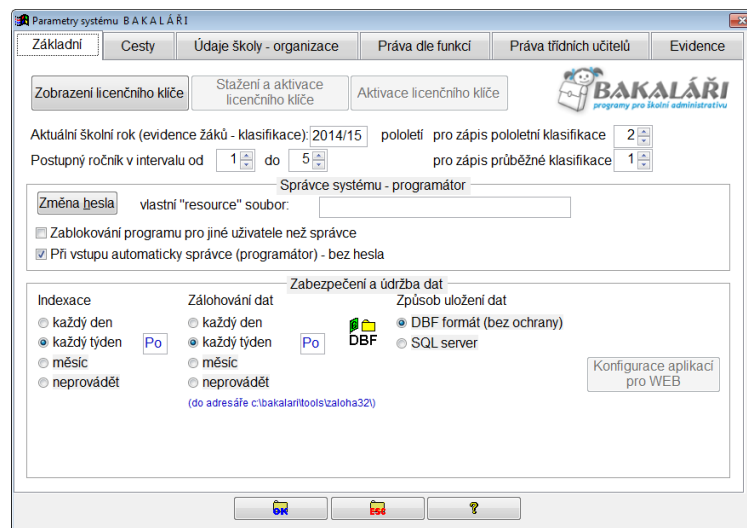 Parametry systému B A K A L Á Ř I
Základní Cesty Údaje školy - organizace Práva dle funkcí Práva třídních učitelů Evidence
Zobrazení licenčního klíče Stažení a aktivace licenčního klíče Aktivace licenčního klíče
BAKALÁŘI
programy pro školní administrativu
Aktuální školní rok (evidence žáků - klasifikace): 2014/15 pololetí pro zápis pololetní klasifikace 2
Postupný ročník v intervalu od 1 do 5 pro zápis průběžné klasifikace 1
Správce systému - programátor
Změna hesla vlastní "resource" soubor:
Zablokování programu pro jiné uživatele než správce
Při vstupu automaticky správce (programátor) - bez hesla
Zabezpečení a údržba dat
Indexace Zálohování dat Způsob uložení dat
každý den každý den DBF formát (bez ochrany)
každý týden Po každý týden Po DBF SQL server
měsíc měsíc Konfigurace aplikací pro WEB
neprovádět neprovádět
(do adresáře c:\bakalari\tools\zaloha32\)
OK ESC ?